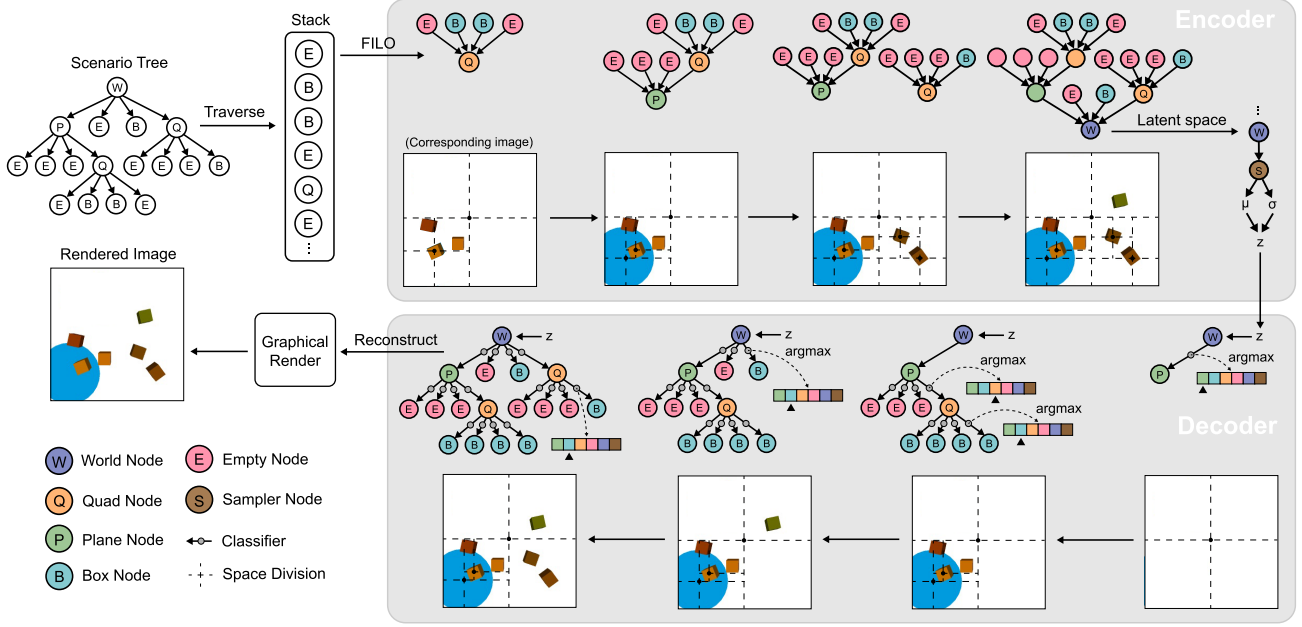 Scenario Tree
W
P E B Q
E E E Q E E E B
E B B E
Traverse
Stack
E
B
B
E
Q
E
⋮
FILO
Encoder
E B B E
Q
E B B E
E E E Q
P
E B B E
E E E Q E E E B
P Q
E B B E
E E E B
E B Q
W
Latent space
⋮
W
S
μ σ
z
(Corresponding image)
Rendered Image
Graphical
Render
Reconstruct
W z
P E B Q
E E E Q E E E B
B B B B
W z
argmax
P E B
E E E Q
B B B B
W z
argmax
P
E E E Q
argmax
B B B B
W z
argmax
P
Decoder
W World Node
E Empty Node
Q Quad Node
S Sampler Node
P Plane Node
Classifier
B Box Node
Space Division